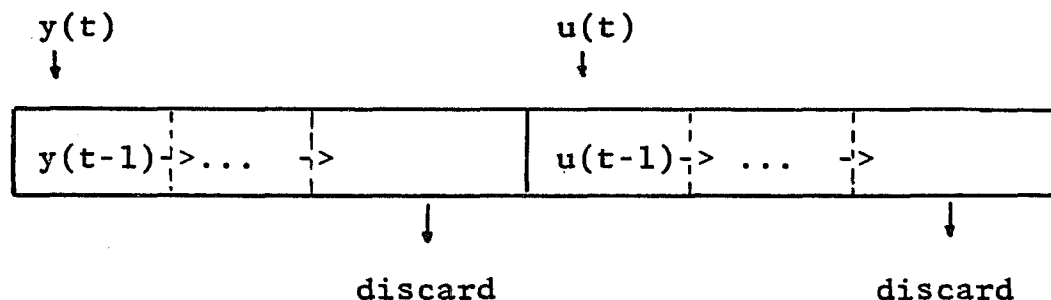 y(t) u(t)
y(t-1)->... -> u(t-1)-> ... ->
discard discard